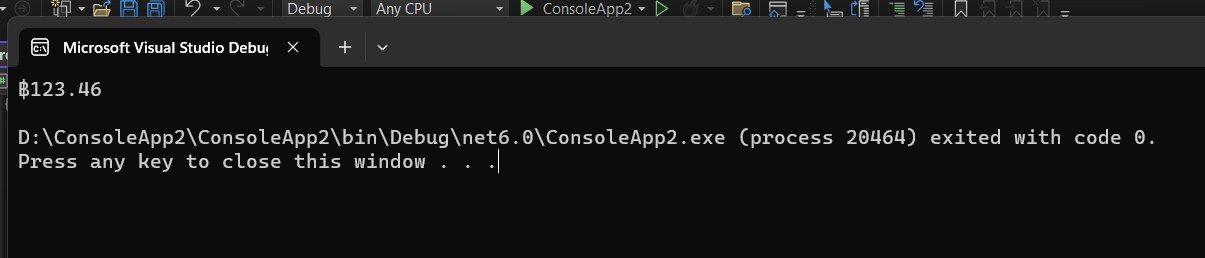 Debug
Any CPU
ConsoleApp2
Microsoft Visual Studio Debu
฿123.46
D:\ConsoleApp2\ConsoleApp2\bin\Debug\net6.0\ConsoleApp2.exe (process 20464) exited with code 0.
Press any key to close this window . . .